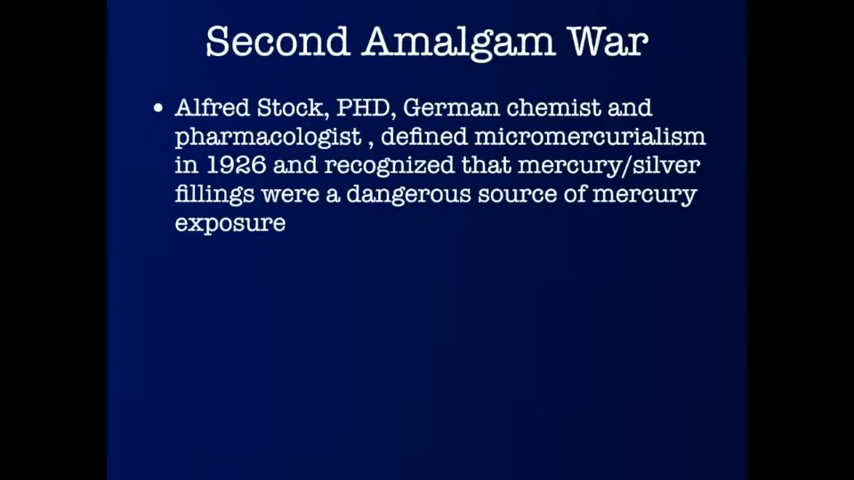 Second Amalgam War
• Alfred Stock, PHD, German chemist and
pharmacologist , defined micromercurialism
in 1926 and recognized that mercury/silver
fillings were a dangerous source of mercury
exposure